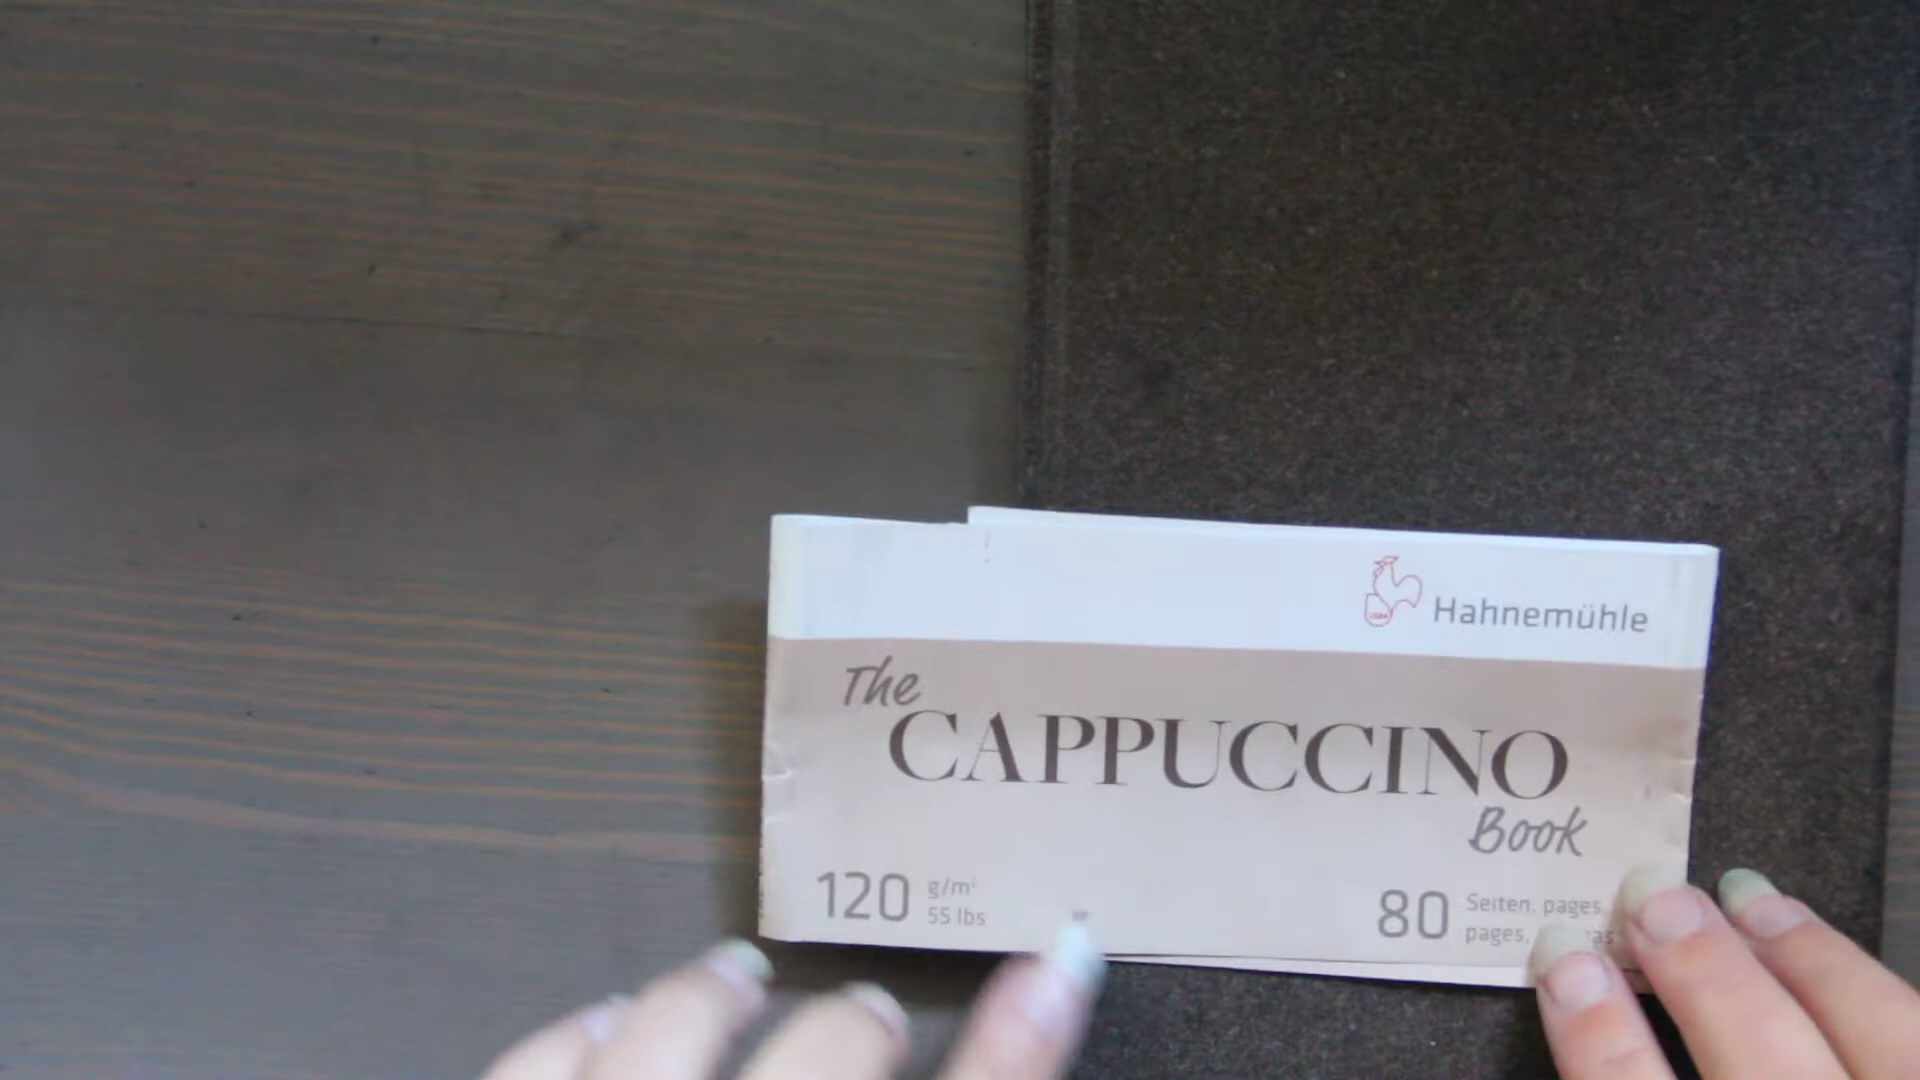 Hahnemühle
The
CAPPUCCINO
Book
120 g/m²
55 lbs
80 Seiten, pages,
pages,